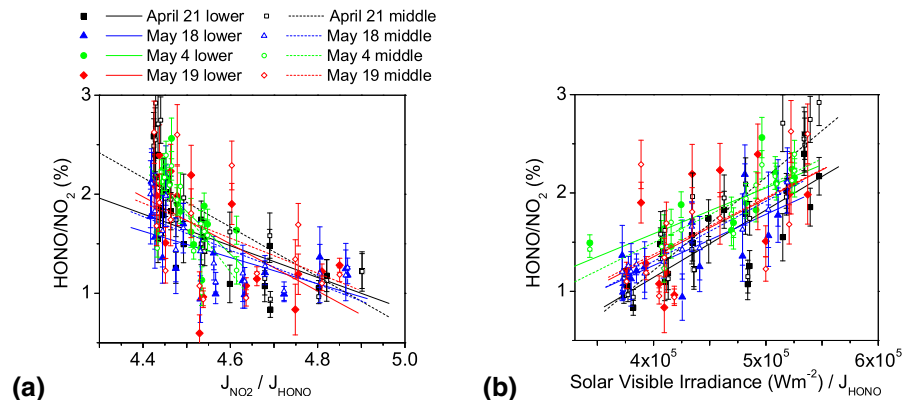 April 21 lower April 21 middle
May 18 lower May 18 middle
May 4 lower May 4 middle
May 19 lower May 19 middle
3
2
1
HONO/NO2 (%)
4.4 4.6 4.8 5.0
JNO2 / JHONO
(a)
3
2
1
HONO/NO2 (%)
4x10^5 5x10^5 6x10^5
Solar Visible Irradiance (Wm-2) / JHONO
(b)